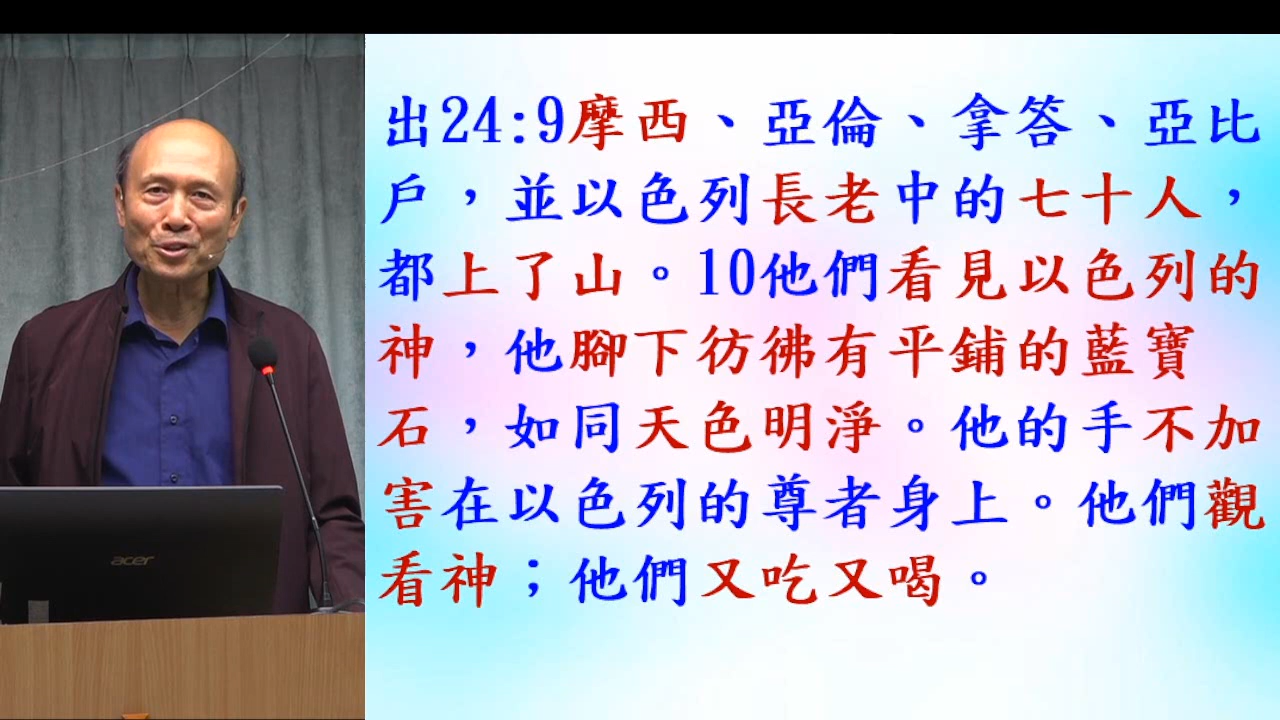 acer
出24:9摩西、亞倫、拿答、亞比
戶，並以色列長老中的七十人，
都上了山。10他們看見以色列的
神，他腳下彷彿有平鋪的藍寶
石，如同天色明淨。他的手不加
害在以色列的尊者身上。他們觀
看神；他們又吃又喝。